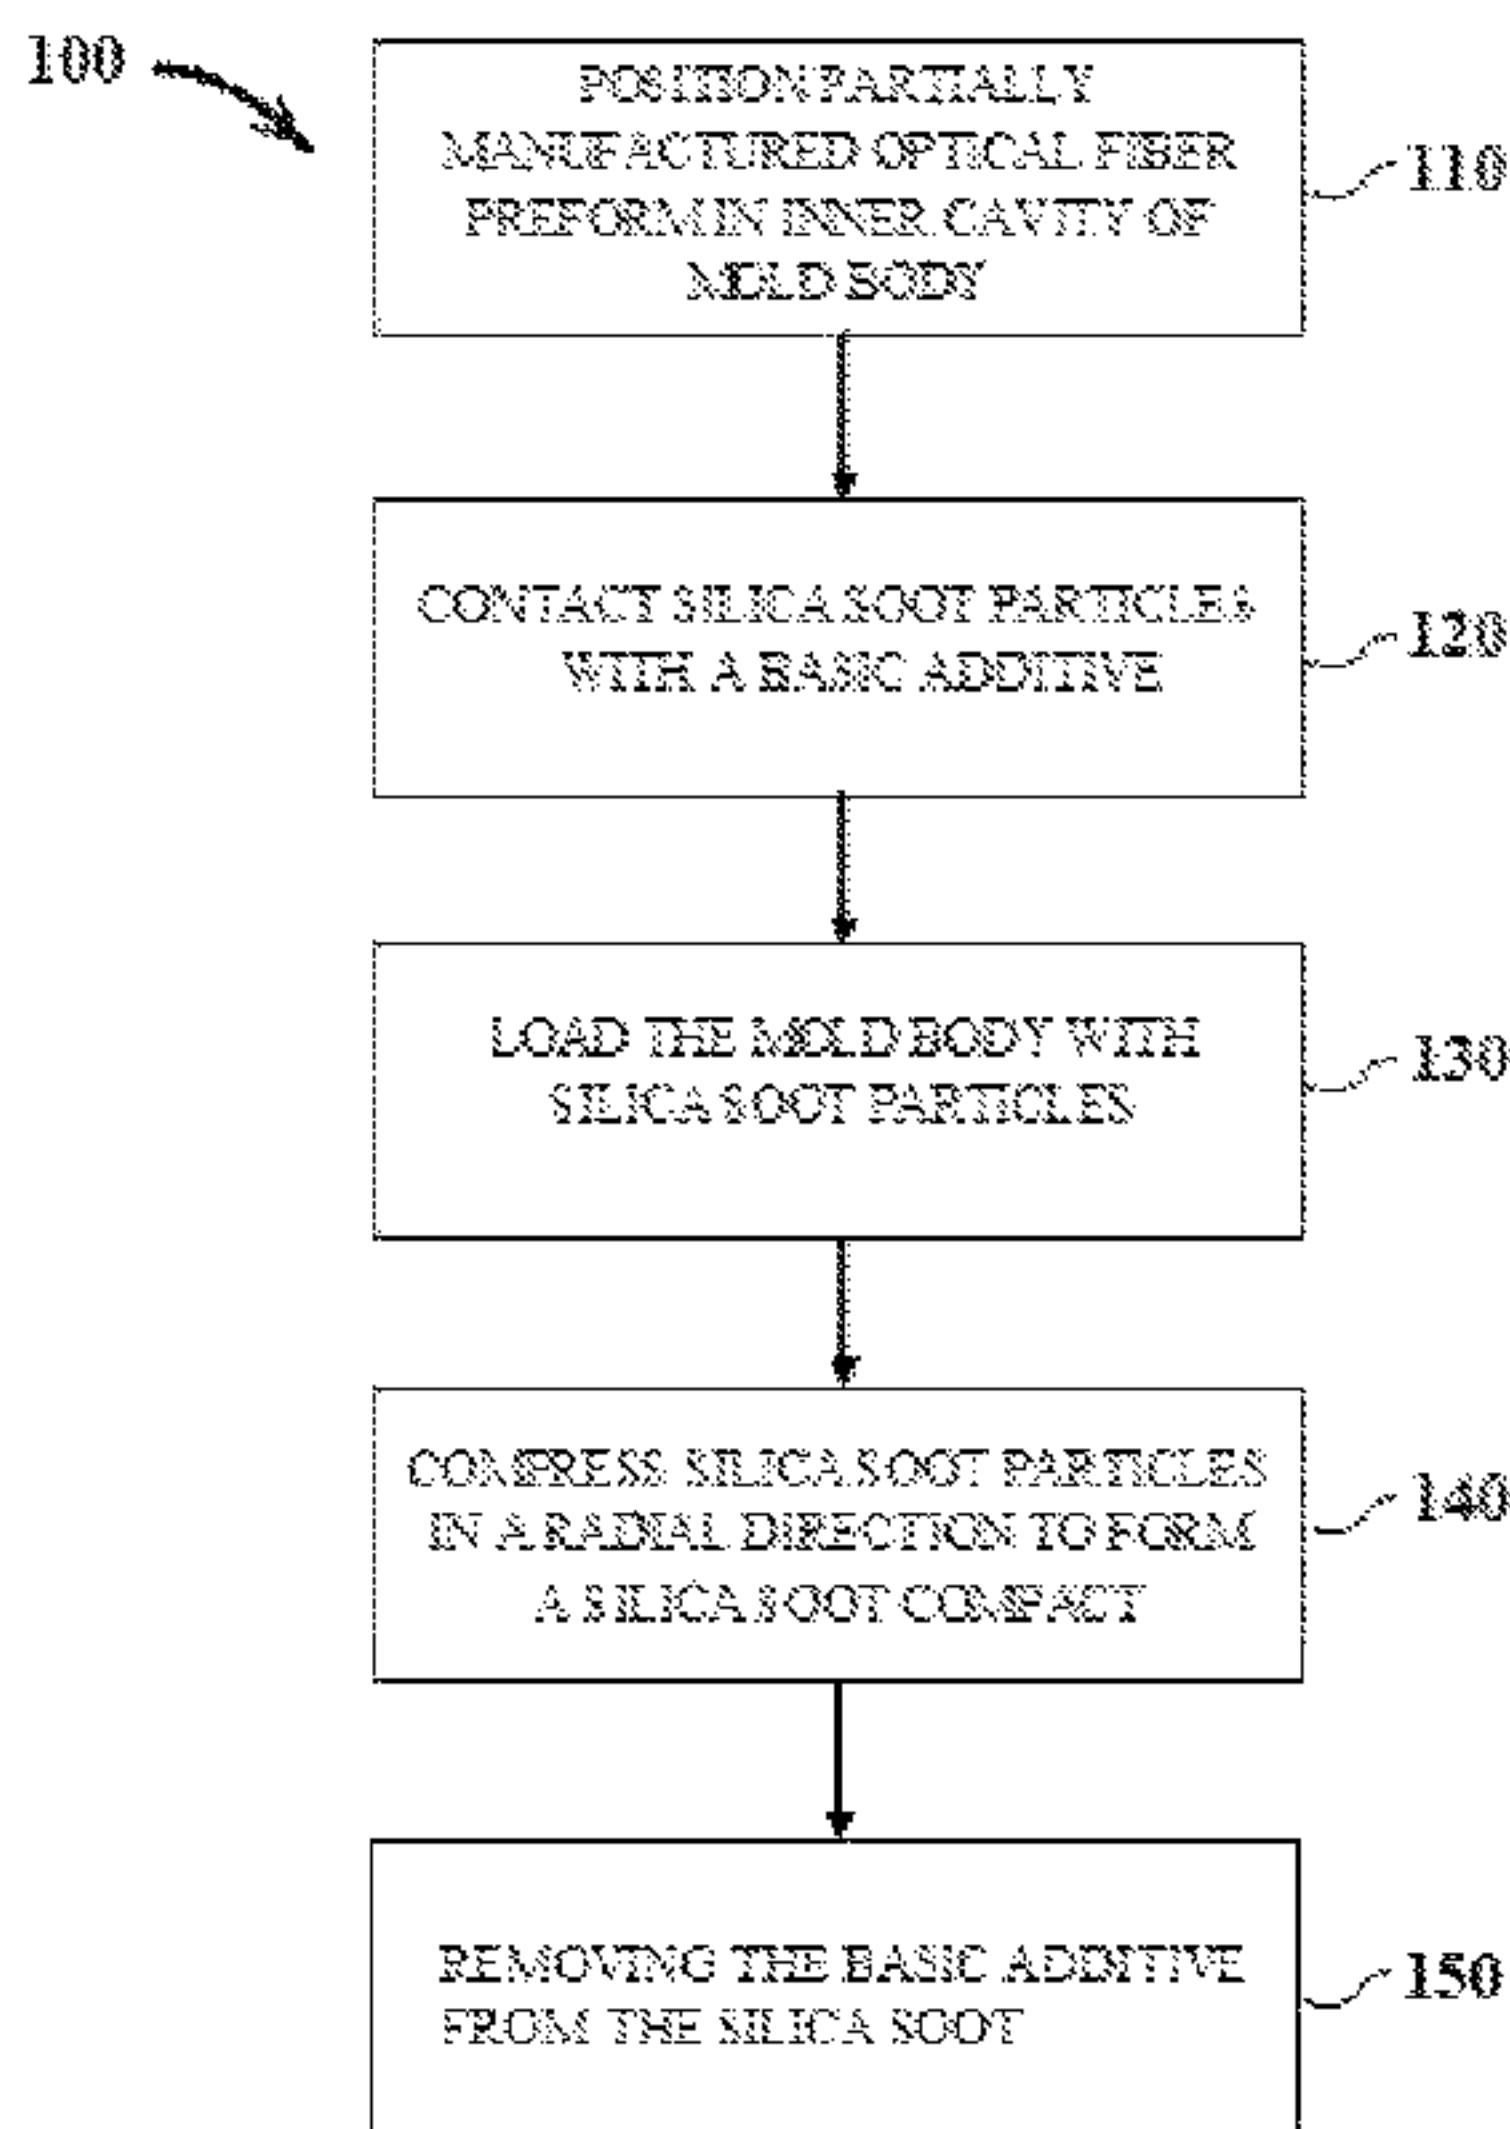 100
POSITION PARTIALLY
MANUFACTURED OPTICAL FIBER
PREFORM IN INNER CAVITY OF
MOLD BODY
110
CONTACT SILICA SOOT PARTICLES
WITH A BASIC ADDITIVE
120
LOAD THE MOLD BODY WITH
SILICA SOOT PARTICLES
130
COMPRESS SILICA SOOT PARTICLES
IN A RADIAL DIRECTION TO FORM
A SILICA SOOT COMPACT
140
REMOVING THE BASIC ADDITIVE
FROM THE SILICA SOOT
150